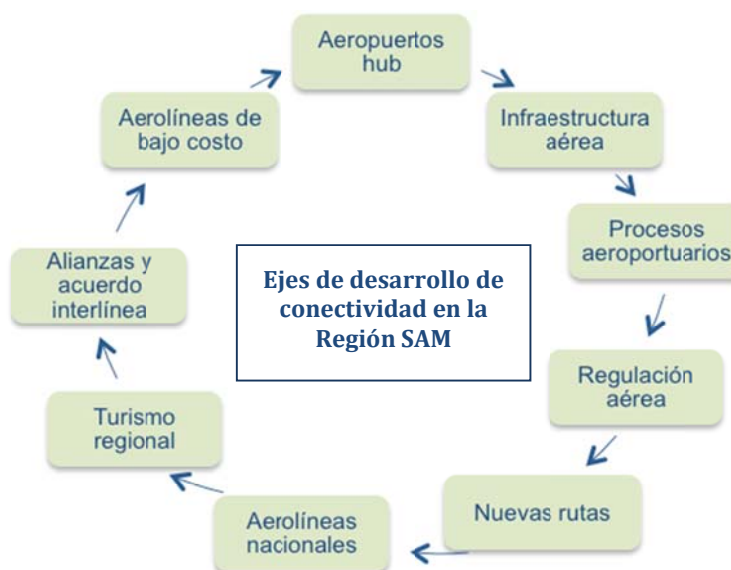 Aeropuertos
hub
Infraestructura
aérea
Procesos
aeroportuarios
Regulación
aérea
Nuevas rutas
Aerolíneas
nacionales
Turismo
regional
Alianzas y
acuerdo
interlínea
Aerolíneas de
bajo costo
Ejes de desarrollo de
conectividad en la
Región SAM